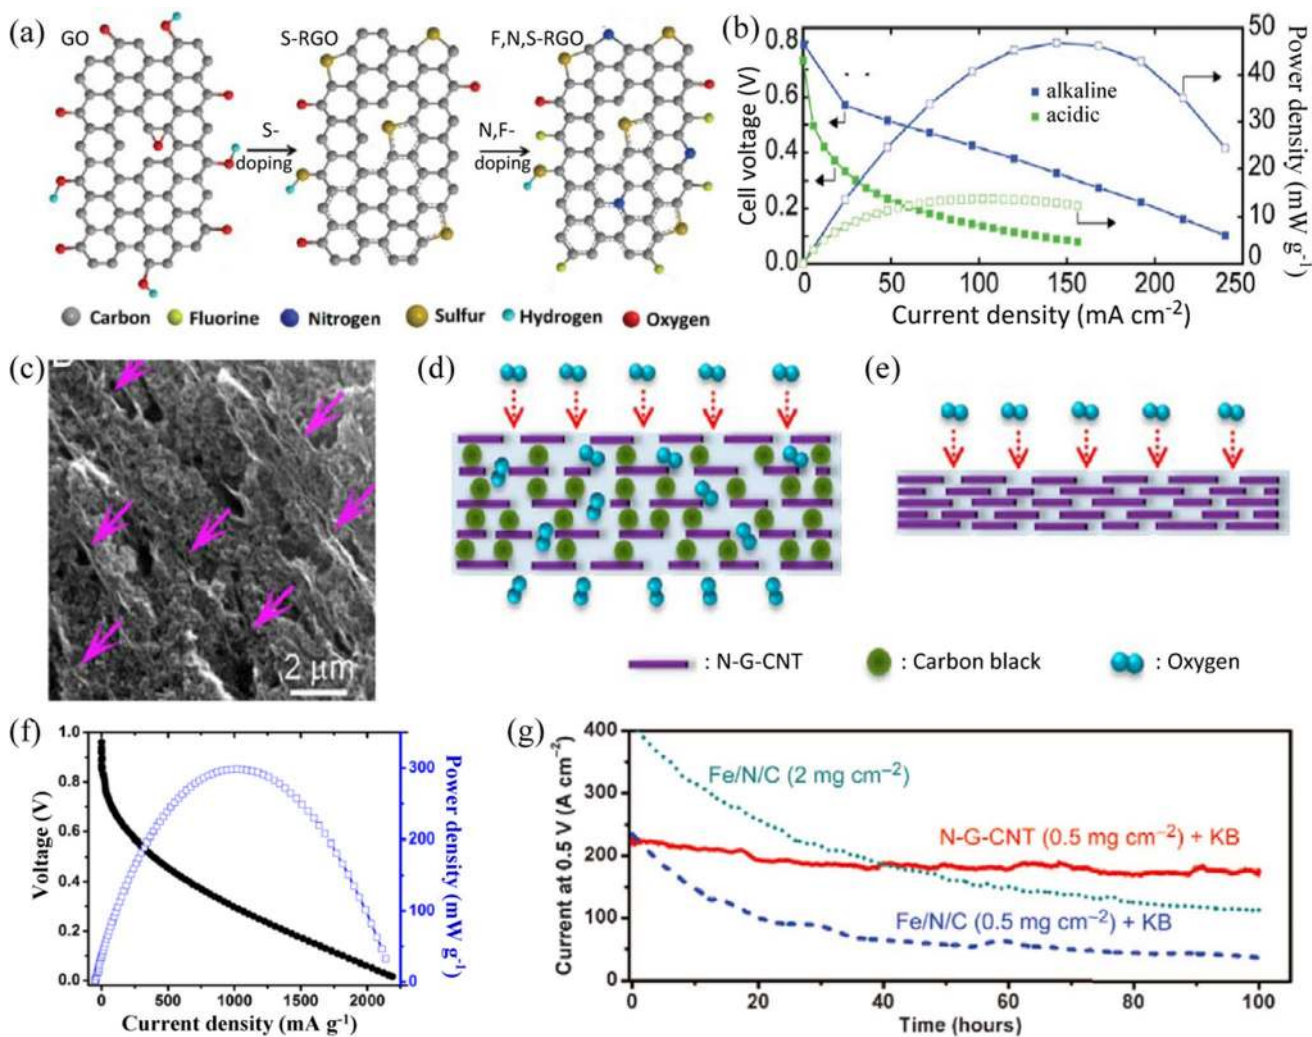 (a)
GO
S-RGO
F,N,S-RGO
S-
doping
N,F-
doping
Carbon
Fluorine
Nitrogen
Sulfur
Hydrogen
Oxygen
(b)
Cell voltage (V)
0.8
0.6
0.4
0.2
0.0
alkaline
acidic
50
40
30
20
10
0
Power density (mW g⁻¹)
0
50
100
150
200
250
Current density (mA cm⁻²)
(c)
2 μm
(d)
(e)
: N-G-CNT
: Carbon black
: Oxygen
(f)
Voltage (V)
1.0
0.8
0.6
0.4
0.2
0.0
300
200
100
0
Power density (mW g⁻¹)
0
500
1000
1500
2000
Current density (mA g⁻¹)
(g)
Current at 0.5 V (A cm⁻²)
400
300
200
100
0
Fe/N/C (2 mg cm⁻²)
N-G-CNT (0.5 mg cm⁻²) + KB
Fe/N/C (0.5 mg cm⁻²) + KB
0
20
40
60
80
100
Time (hours)